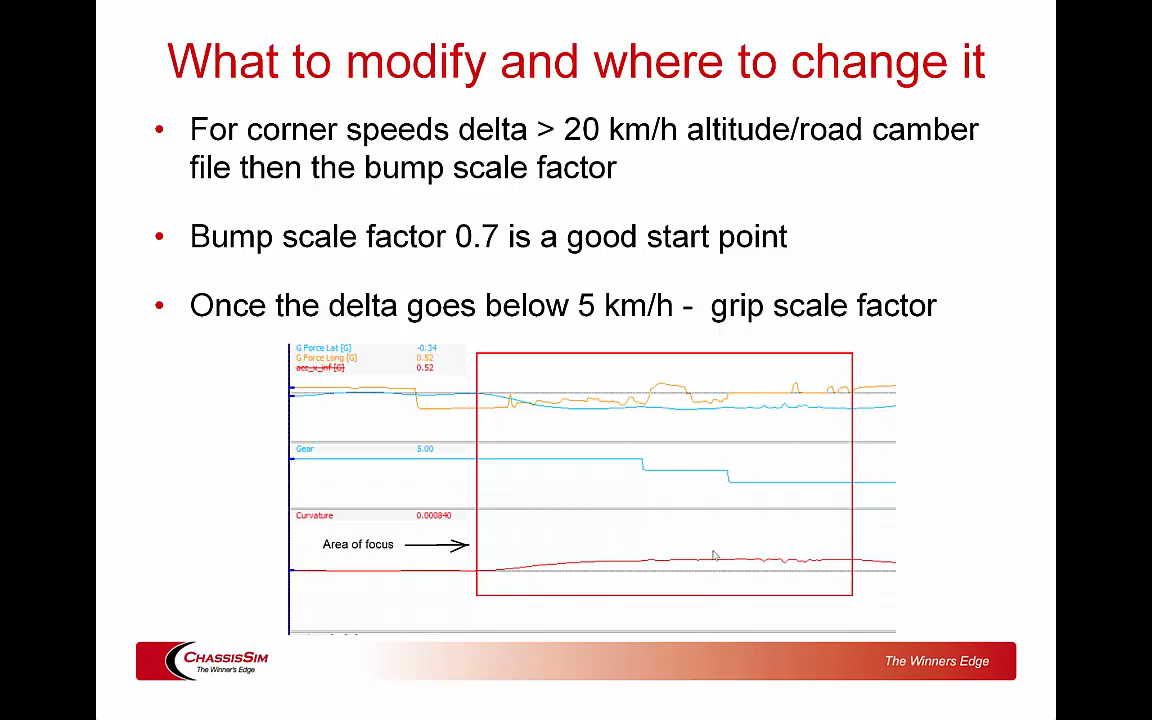 What to modify and where to change it
• For corner speeds delta > 20 km/h altitude/road camber
file then the bump scale factor
• Bump scale factor 0.7 is a good start point
• Once the delta goes below 5 km/h - grip scale factor
G Force Lat [G] -0.34
G Force Long [G] 0.52
acc_x_inf [G] 0.52
Gear 5.00
Curvature 0.000840
Area of focus
CHASSISSIM
The Winner's Edge
The Winners Edge